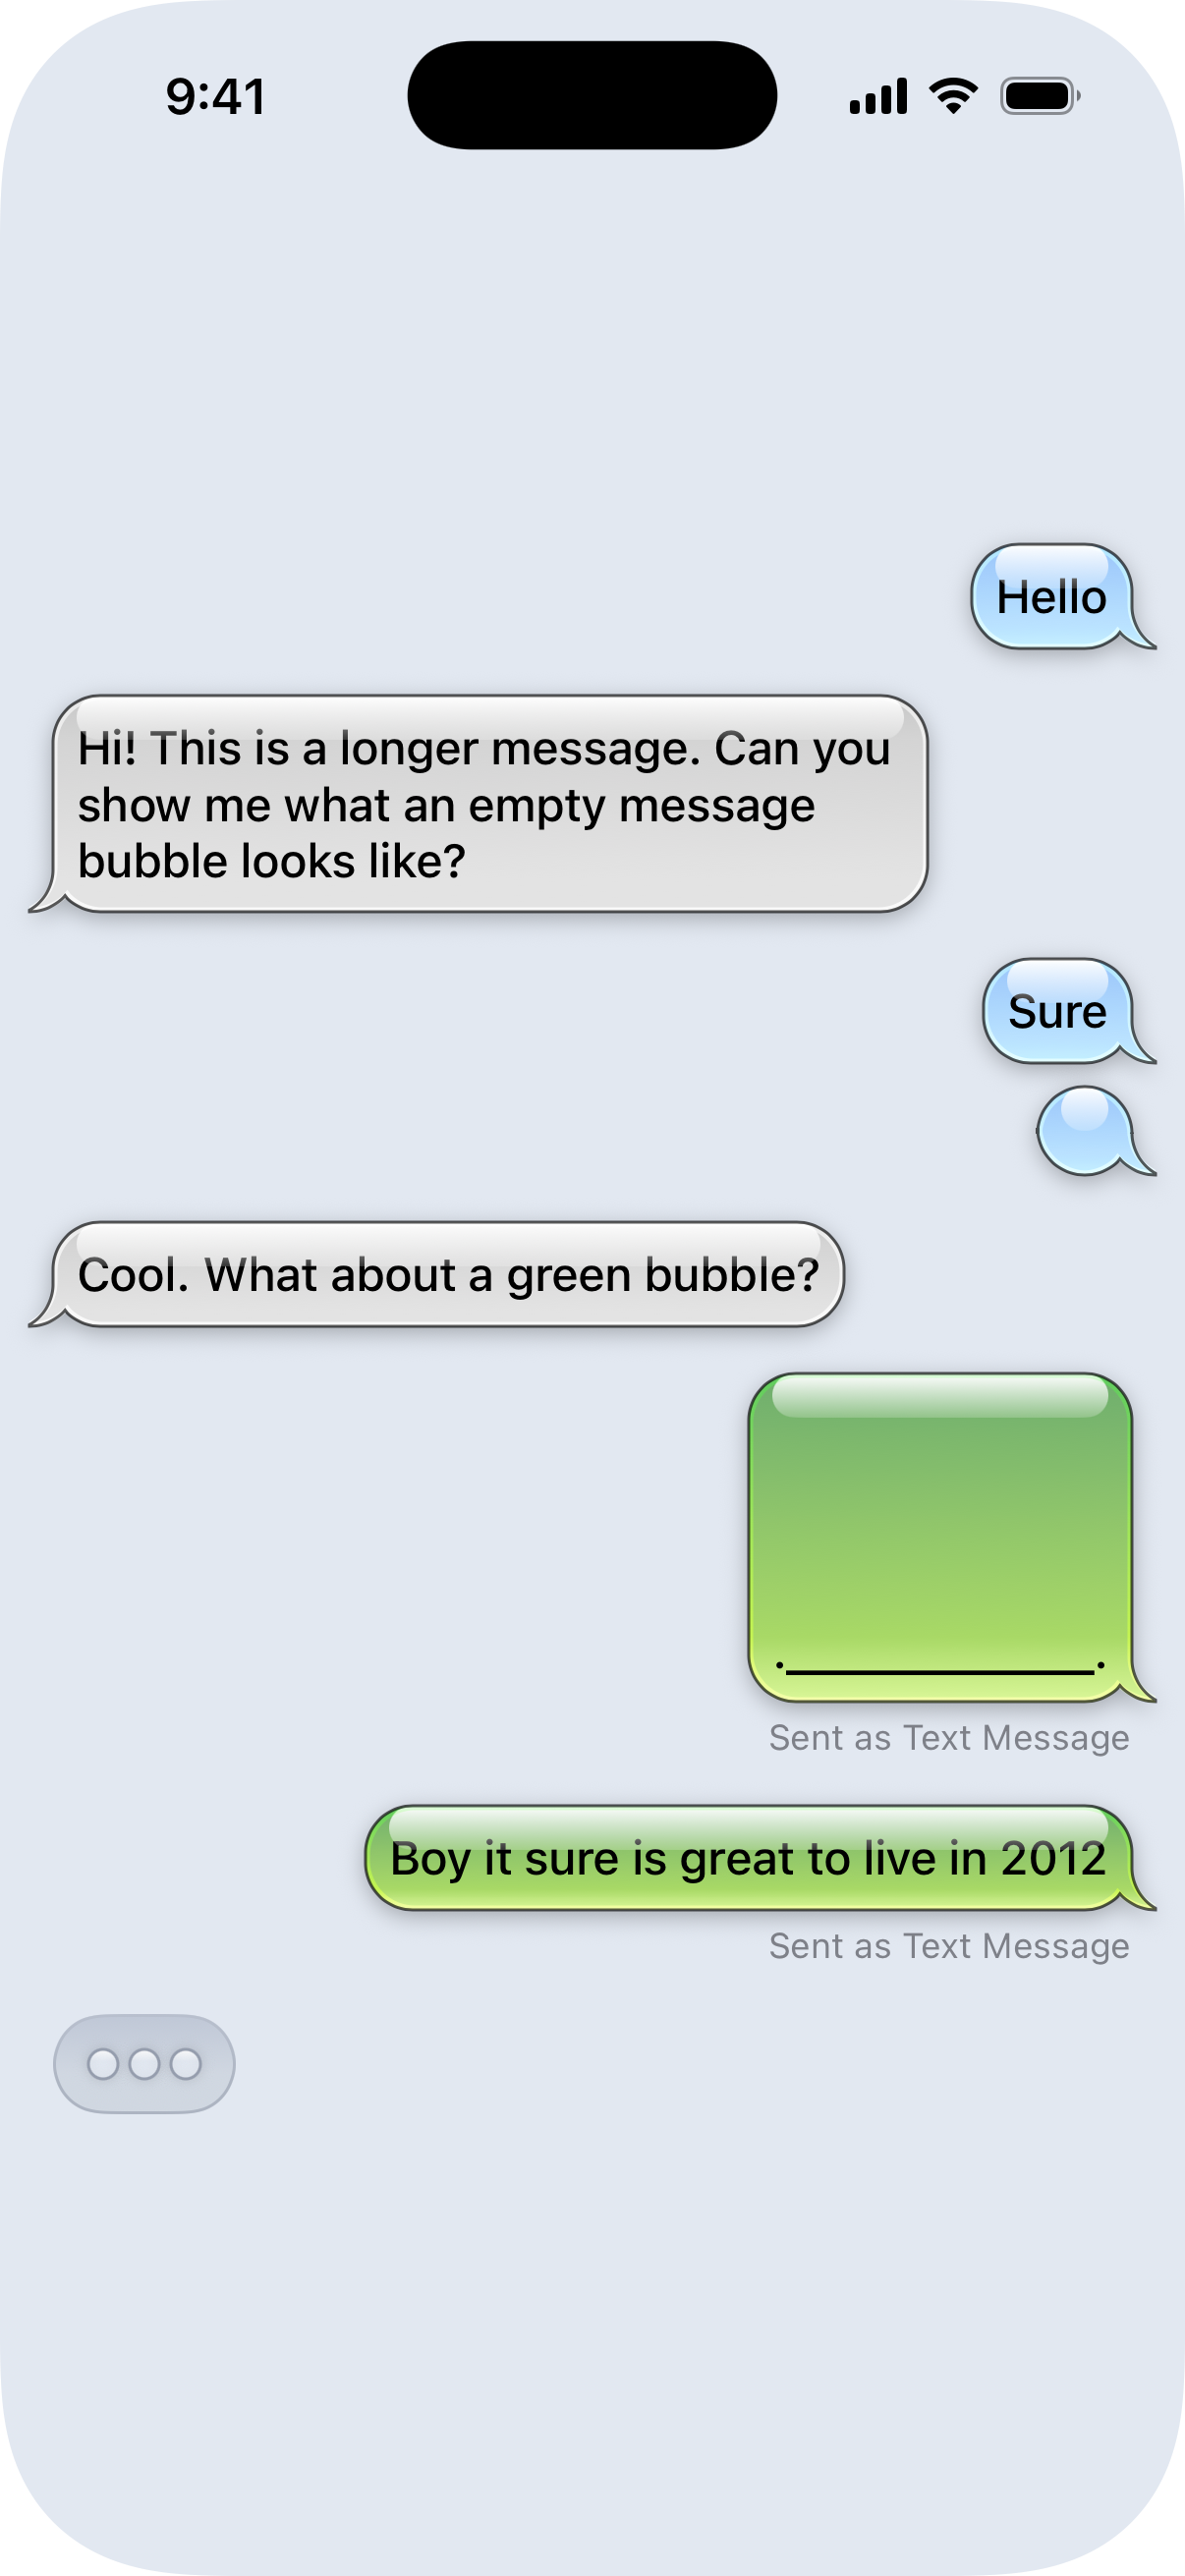 9:41
Hello
Hi! This is a longer message. Can you
show me what an empty message
bubble looks like?
Sure
Cool. What about a green bubble?
.______________.
Sent as Text Message
Boy it sure is great to live in 2012
Sent as Text Message